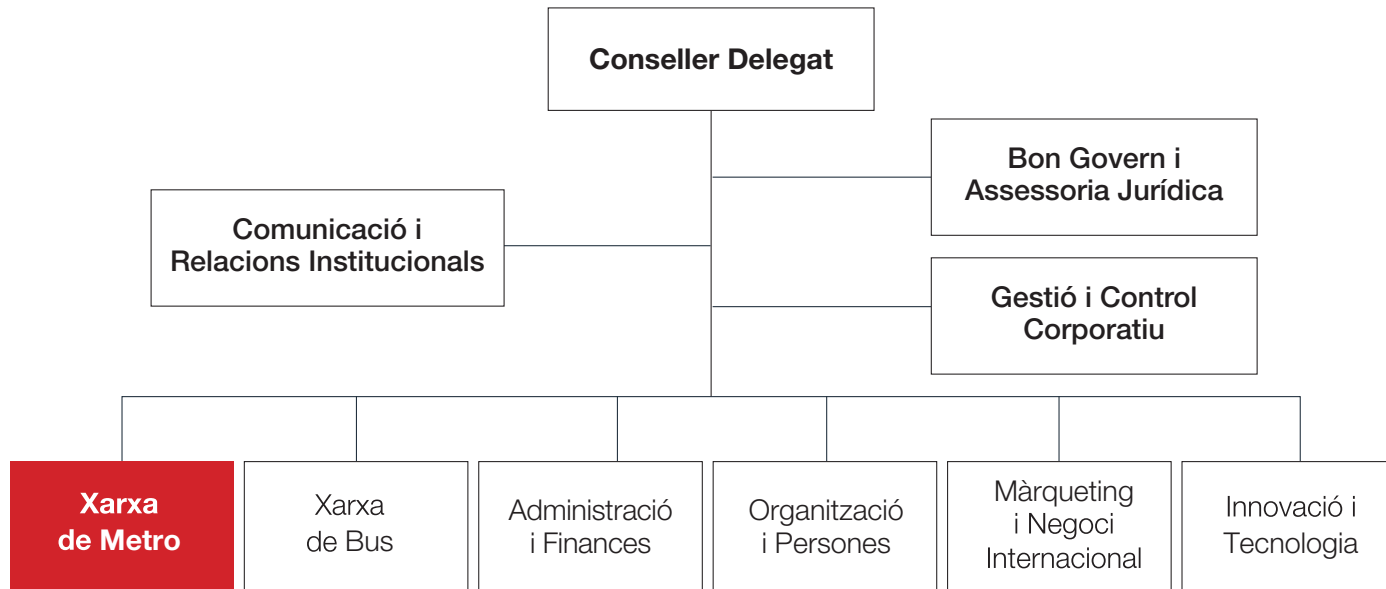 Conseller Delegat
Bon Govern i
Assessoria Jurídica
Comunicació i
Relacions Institucionals
Gestió i Control
Corporatiu
Xarxa
de Metro
Xarxa
de Bus
Administració
i Finances
Organització
i Persones
Màrqueting
i Negoci
Internacional
Innovació i
Tecnologia